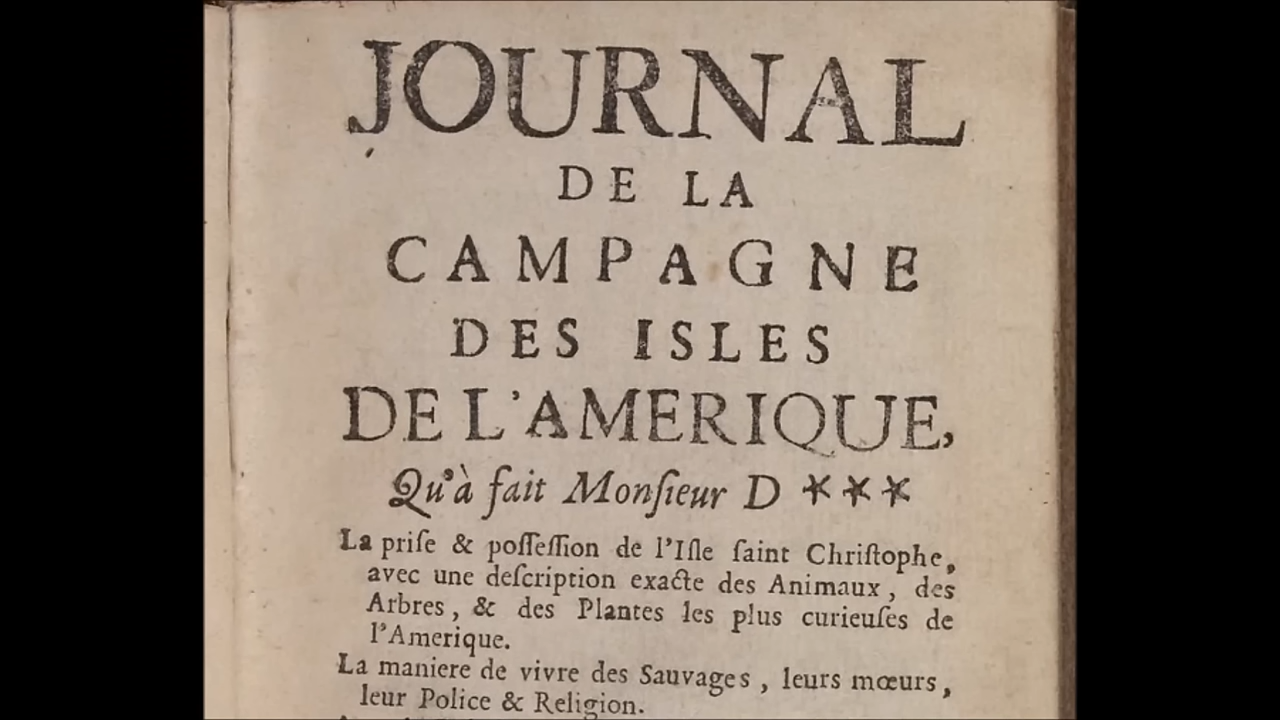 JOURNAL
DE LA
CAMPAGNE
DES ISLES
DE L'AMERIQUE,
Qu'à fait Monſieur D ***
La priſe & poſſeſſion de l'Iſle ſaint Chriſtophe,
avec une deſcription exacte des Animaux, des
Arbres, & des Plantes les plus curieuſes de
l'Amerique.
La maniere de vivre des Sauvages, leurs mœurs,
leur Police & Religion.